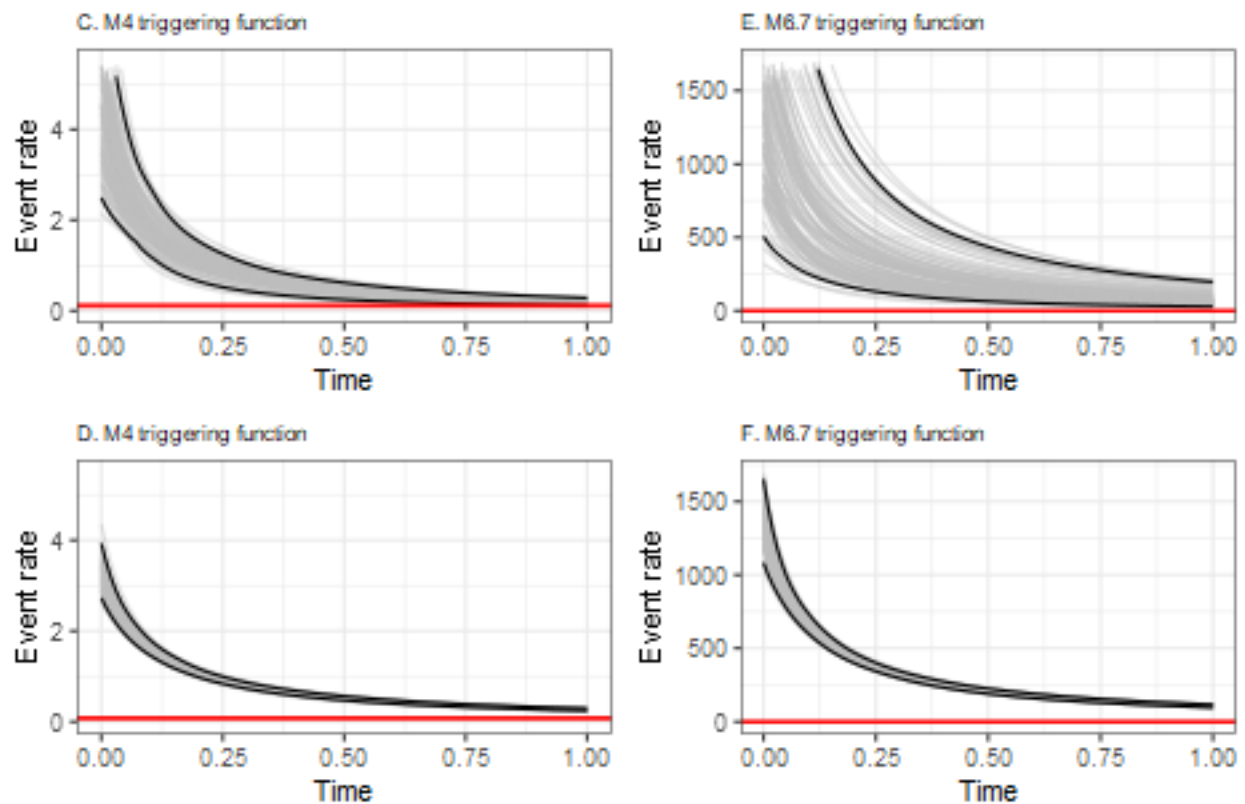 C. M4 triggering function
Event rate
4
2
0
0.00 0.25 0.50 0.75 1.00
Time
E. M6.7 triggering function
Event rate
1500
1000
500
0
0.00 0.25 0.50 0.75 1.00
Time
D. M4 triggering function
Event rate
4
2
0
0.00 0.25 0.50 0.75 1.00
Time
F. M6.7 triggering function
Event rate
1500
1000
500
0
0.00 0.25 0.50 0.75 1.00
Time